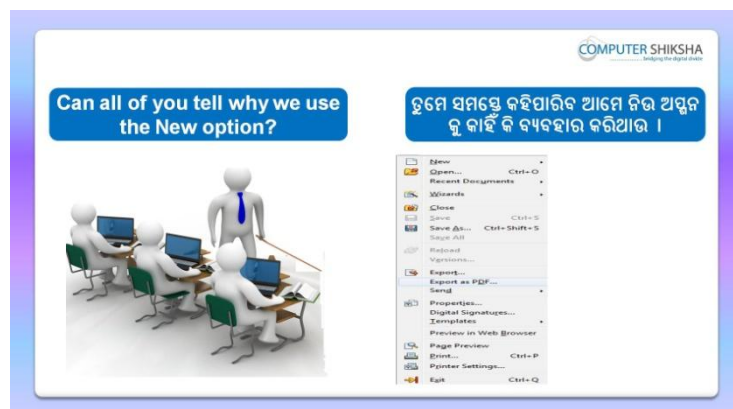 COMPUTER SHIKSHA
bridging the digital divide
Can all of you tell why we use
the New option?
ତୁମେ ସମସ୍ତେ କହିପାରିବ ଆମେ ନିଉ ଅପ୍ସନ
କୁ କାହିଁ କି ବ୍ୟବହାର କରିଥାଉ ।
New
Open... Ctrl+O
Recent Documents
Wizards
Close
Save Ctrl+S
Save As... Ctrl+Shift+S
Save All
Reload
Versions...
Export...
Export as PDF...
Send
Properties...
Digital Signatures...
Templates
Preview in Web Browser
Page Preview
Print... Ctrl+P
Printer Settings...
Exit Ctrl+Q